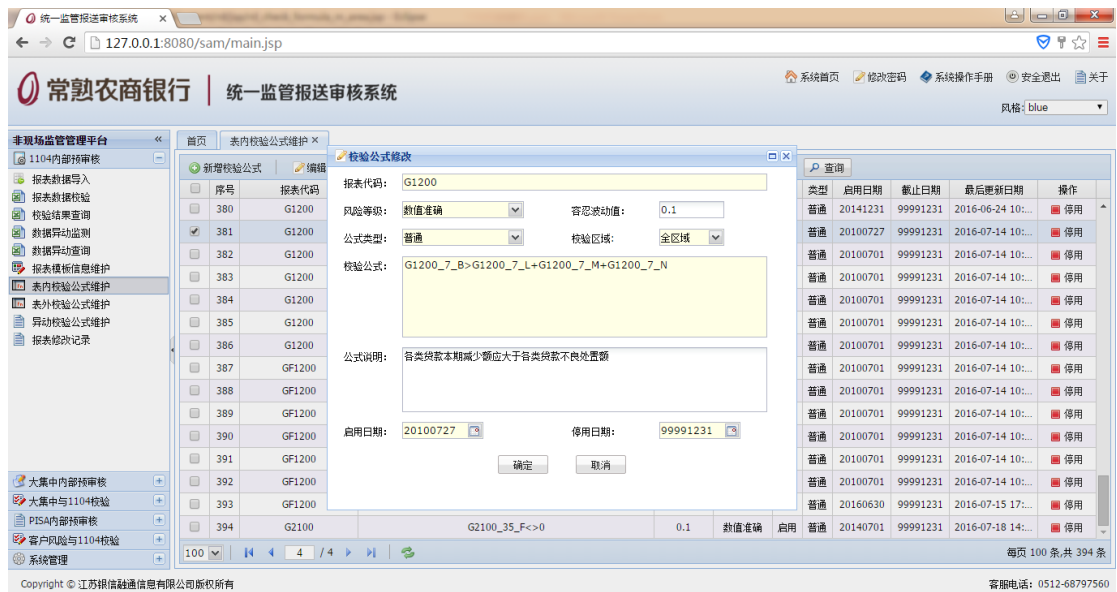 统一监管报送审核系统
127.0.0.1:8080/sam/main.jsp
常熟农商银行
统一监管报送审核系统
系统首页 修改密码 系统操作手册 安全退出 关于
风格: blue
非现场监管管理平台
1104内部预审核
报表数据导入
报表数据校验
校验结果查询
数据异动监测
数据异动查询
报表模板信息维护
表内校验公式维护
表外校验公式维护
异动校验公式维护
报表修改记录
大集中内部预审核
大集中与1104校验
PISA内部预审核
客户风险与1104校验
系统管理
首页 表内校验公式维护
新增校验公式 编辑 查询
序号 报表代码 类型 启用日期 截止日期 最后更新日期 操作
380 G1200 普通 20141231 99991231 2016-06-24 10:... 停用
381 G1200 普通 20100727 99991231 2016-07-14 10:... 停用
382 G1200 普通 20100701 99991231 2016-07-14 10:... 停用
383 G1200 普通 20100701 99991231 2016-07-14 10:... 停用
384 G1200 普通 20100701 99991231 2016-07-14 10:... 停用
385 G1200 普通 20100701 99991231 2016-07-14 10:... 停用
386 G1200 普通 20100701 99991231 2016-07-14 10:... 停用
387 GF1200 普通 20100701 99991231 2016-07-14 10:... 停用
388 GF1200 普通 20100701 99991231 2016-07-14 10:... 停用
389 GF1200 普通 20100701 99991231 2016-07-14 10:... 停用
390 GF1200 普通 20100701 99991231 2016-07-14 10:... 停用
391 GF1200 普通 20100701 99991231 2016-07-14 10:... 停用
392 GF1200 普通 20100701 99991231 2016-07-14 10:... 停用
393 GF1200 普通 20160630 99991231 2016-07-15 17:... 停用
394 G2100 G2100_35_F<>0 0.1 数值准确 启用 普通 20140701 99991231 2016-07-18 14:... 停用
校验公式修改
报表代码: G1200
风险等级: 数值准确 容忍波动值: 0.1
公式类型: 普通 校验区域: 全区域
校验公式: G1200_7_B>G1200_7_L+G1200_7_M+G1200_7_N
公式说明: 各类贷款本期减少额应大于各类贷款不良处置额
启用日期: 20100727 停用日期: 99991231
确定 取消
100 4 / 4 每页 100 条,共 394 条
Copyright © 江苏银信融通信息有限公司版权所有 客服电话: 0512-68797560